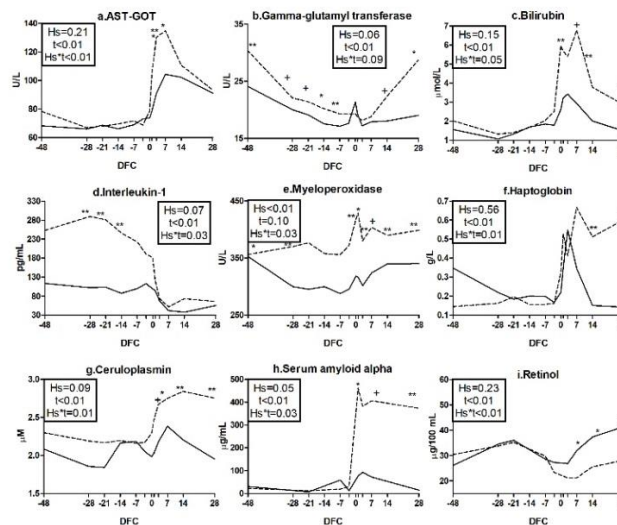 a.AST-GOT
Hs=0.21
t<0.01
Hs*t<0.01
U/L
140
120
100
80
60
** *
-48 -28 -21 -14 -7 0 7 14 28
DFC
b.Gamma-glutamyl transferase
Hs=0.06
t<0.01
Hs*t=0.09
U/L
35
25
15
** + + * ** + *
-48 -28 -21 -14 -7 0 7 14 28
DFC
c.Bilirubin
Hs=0.15
t<0.01
Hs*t=0.05
μmol/L
7
6
5
4
3
2
1
0
** + **
-48 -28 -21 -14 -7 0 7 14 28
DFC
d.Interleukin-1
Hs=0.07
t<0.01
Hs*t=0.03
pg/mL
330
280
230
180
130
80
30
** ** **
-48 -28 -21 -14 -7 0 7 14 28
DFC
e.Myeloperoxidase
Hs<0.01
t=0.10
Hs*t=0.03
U/L
450
350
250
* ** ** * ** + ** **
-48 -28 -21 -14 -7 0 7 14 28
DFC
f.Haptoglobin
Hs=0.56
t<0.01
Hs*t=0.01
g/L
0.7
0.6
0.5
0.4
0.3
0.2
0.1
**
-48 -28 -21 -14 -7 0 7 14 28
DFC
g.Ceruloplasmin
Hs=0.09
t<0.01
Hs*t=0.01
μM
3.0
2.5
2.0
1.5
+ * ** **
-48 -28 -21 -14 -7 0 7 14 28
DFC
h.Serum amyloid alpha
Hs=0.05
t<0.01
Hs*t=0.03
μg/mL
500
400
300
200
100
0
* + **
-48 -28 -21 -14 -7 0 7 14 28
DFC
i.Retinol
Hs=0.23
t<0.01
Hs*t<0.01
μg/100 mL
60
50
40
30
20
10
0
* *
-48 -28 -21 -14 -7 0 7 14 28
DFC